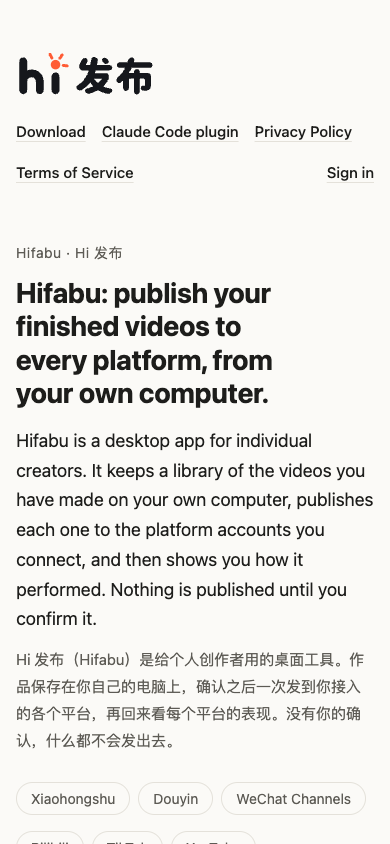 hi 发布
Download Claude Code plugin Privacy Policy
Terms of Service Sign in
Hifabu · Hi 发布
Hifabu: publish your
finished videos to
every platform, from
your own computer.
Hifabu is a desktop app for individual
creators. It keeps a library of the videos you
have made on your own computer, publishes
each one to the platform accounts you
connect, and then shows you how it
performed. Nothing is published until you
confirm it.
Hi 发布（Hifabu）是给个人创作者用的桌面工具。作
品保存在你自己的电脑上，确认之后一次发到你接入
的各个平台，再回来看每个平台的表现。没有你的确
认，什么都不会发出去。
Xiaohongshu Douyin WeChat Channels